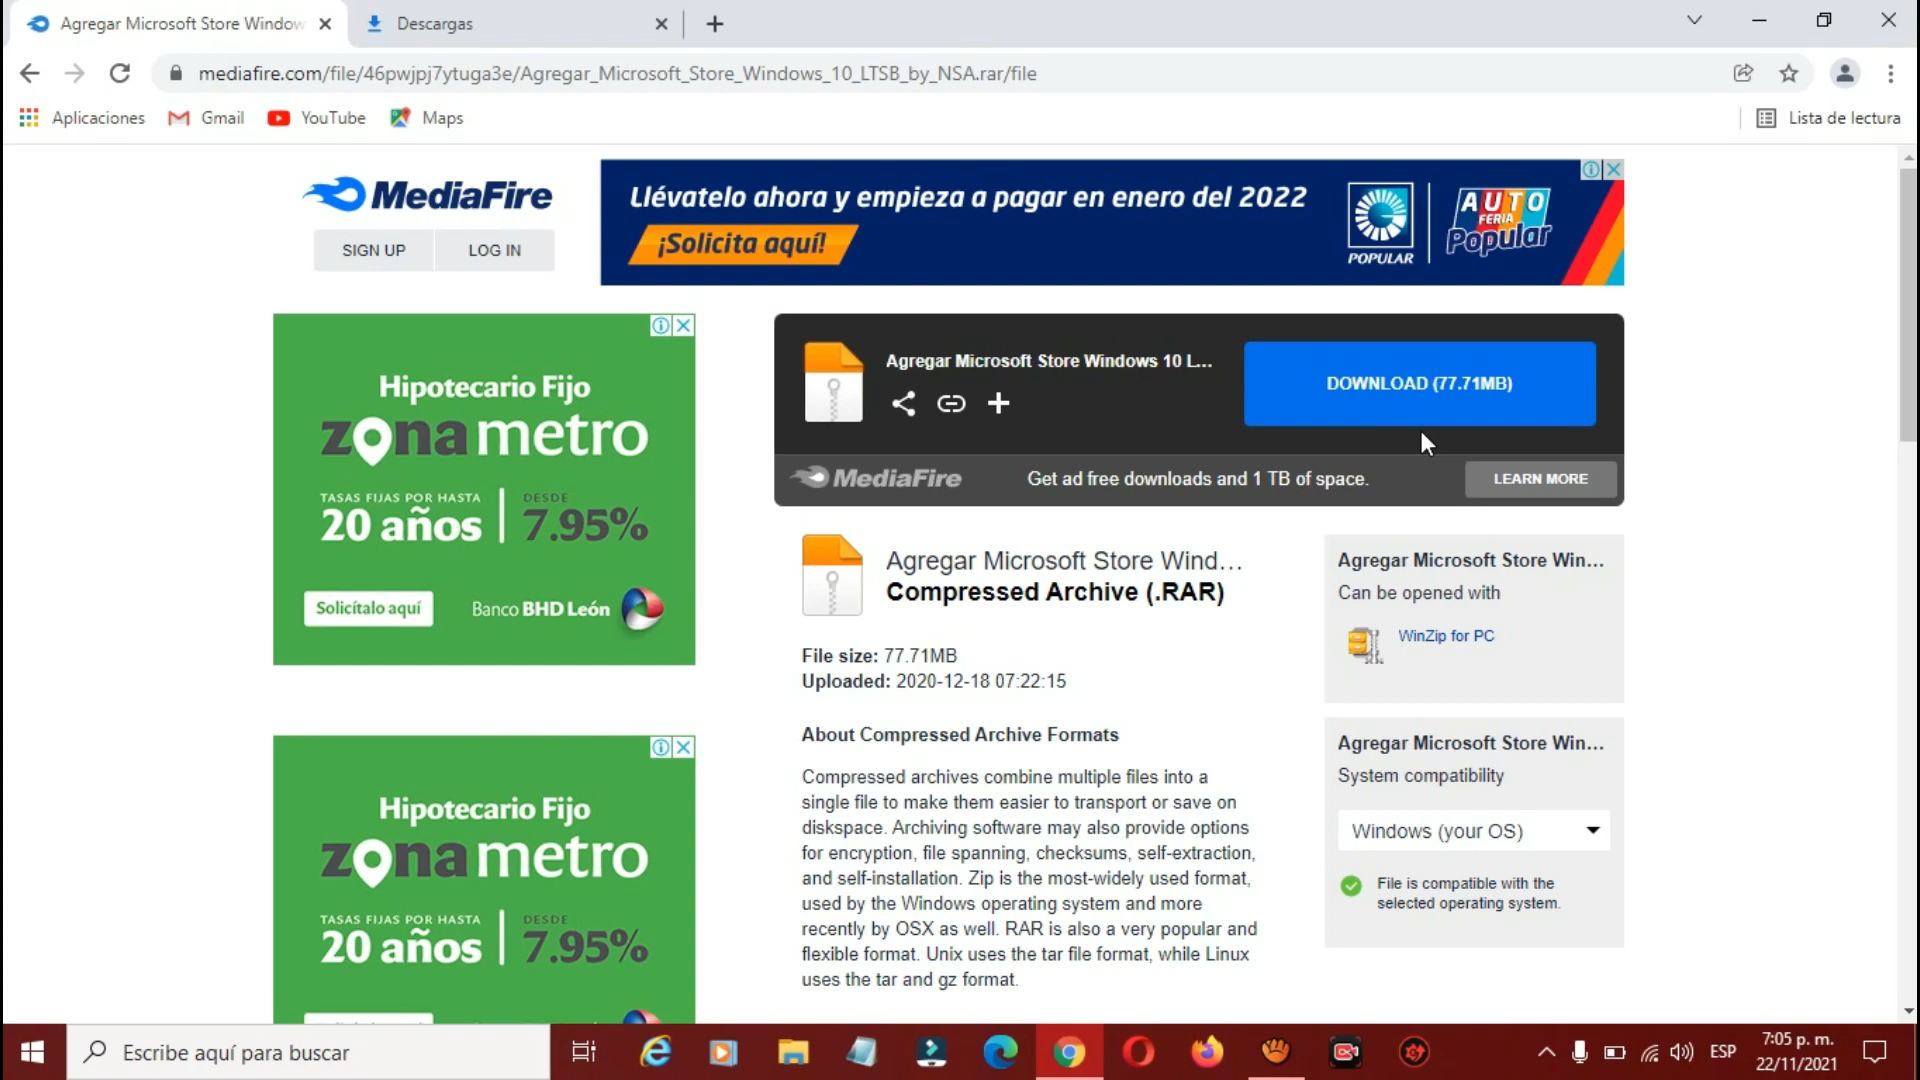 Agregar Microsoft Store Window
Descargas
mediafire.com/file/46pwjpj7ytuga3e/Agregar_Microsoft_Store_Windows_10_LTSB_by_NSA.rar/file
Aplicaciones
Gmail
YouTube
Maps
Lista de lectura
MediaFire
SIGN UP
LOG IN
Llévatelo ahora y empieza a pagar en enero del 2022
¡Solicita aquí!
POPULAR
AUTO
FERIA
Popular
Hipotecario Fijo
zona metro
TASAS FIJAS POR HASTA
20 años
DESDE
7.95%
Solicítalo aquí
Banco BHD León
Agregar Microsoft Store Windows 10 L...
DOWNLOAD (77.71MB)
MediaFire
Get ad free downloads and 1 TB of space.
LEARN MORE
Agregar Microsoft Store Wind...
Compressed Archive (.RAR)
File size: 77.71MB
Uploaded: 2020-12-18 07:22:15
About Compressed Archive Formats
Compressed archives combine multiple files into a
single file to make them easier to transport or save on
diskspace. Archiving software may also provide options
for encryption, file spanning, checksums, self-extraction,
and self-installation. Zip is the most-widely used format,
used by the Windows operating system and more
recently by OSX as well. RAR is also a very popular and
flexible format. Unix uses the tar file format, while Linux
uses the tar and gz format.
Agregar Microsoft Store Win...
Can be opened with
WinZip for PC
Agregar Microsoft Store Win...
System compatibility
Windows (your OS)
File is compatible with the
selected operating system.
Hipotecario Fijo
zona metro
TASAS FIJAS POR HASTA
20 años
DESDE
7.95%
Escribe aquí para buscar
ESP
7:05 p. m.
22/11/2021